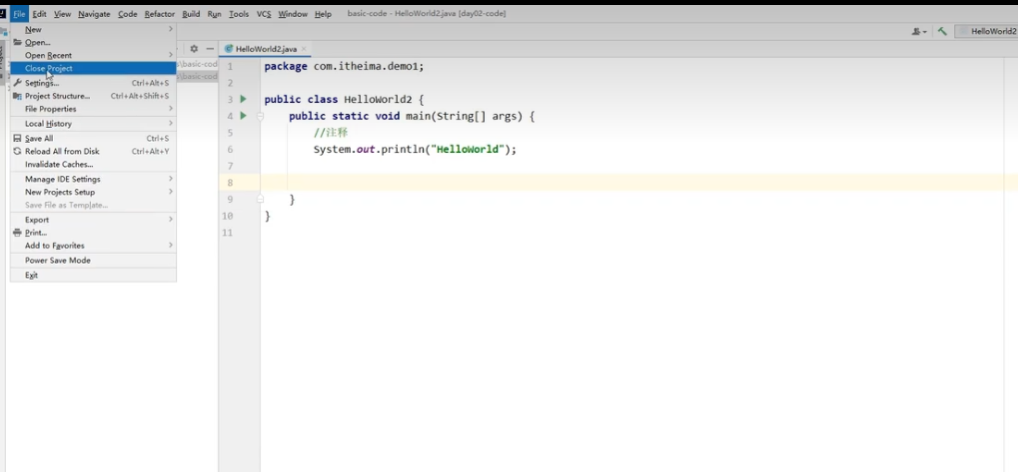 File Edit View Navigate Code Refactor Build Run Tools VCS Window Help basic-code - HelloWorld2.java [day02-code]
HelloWorld2
New
Open...
Open Recent
Close Project
Settings... Ctrl+Alt+S
Project Structure... Ctrl+Alt+Shift+S
File Properties
Local History
Save All Ctrl+S
Reload All from Disk Ctrl+Alt+Y
Invalidate Caches...
Manage IDE Settings
New Projects Setup
Save File as Template...
Export
Print...
Add to Favorites
Power Save Mode
Exit
\basic-cod
\basic-cod
HelloWorld2.java
1 package com.itheima.demo1;
2
3 public class HelloWorld2 {
4 public static void main(String[] args) {
5 //注释
6 System.out.println("HelloWorld");
7
8
9 }
10 }
11